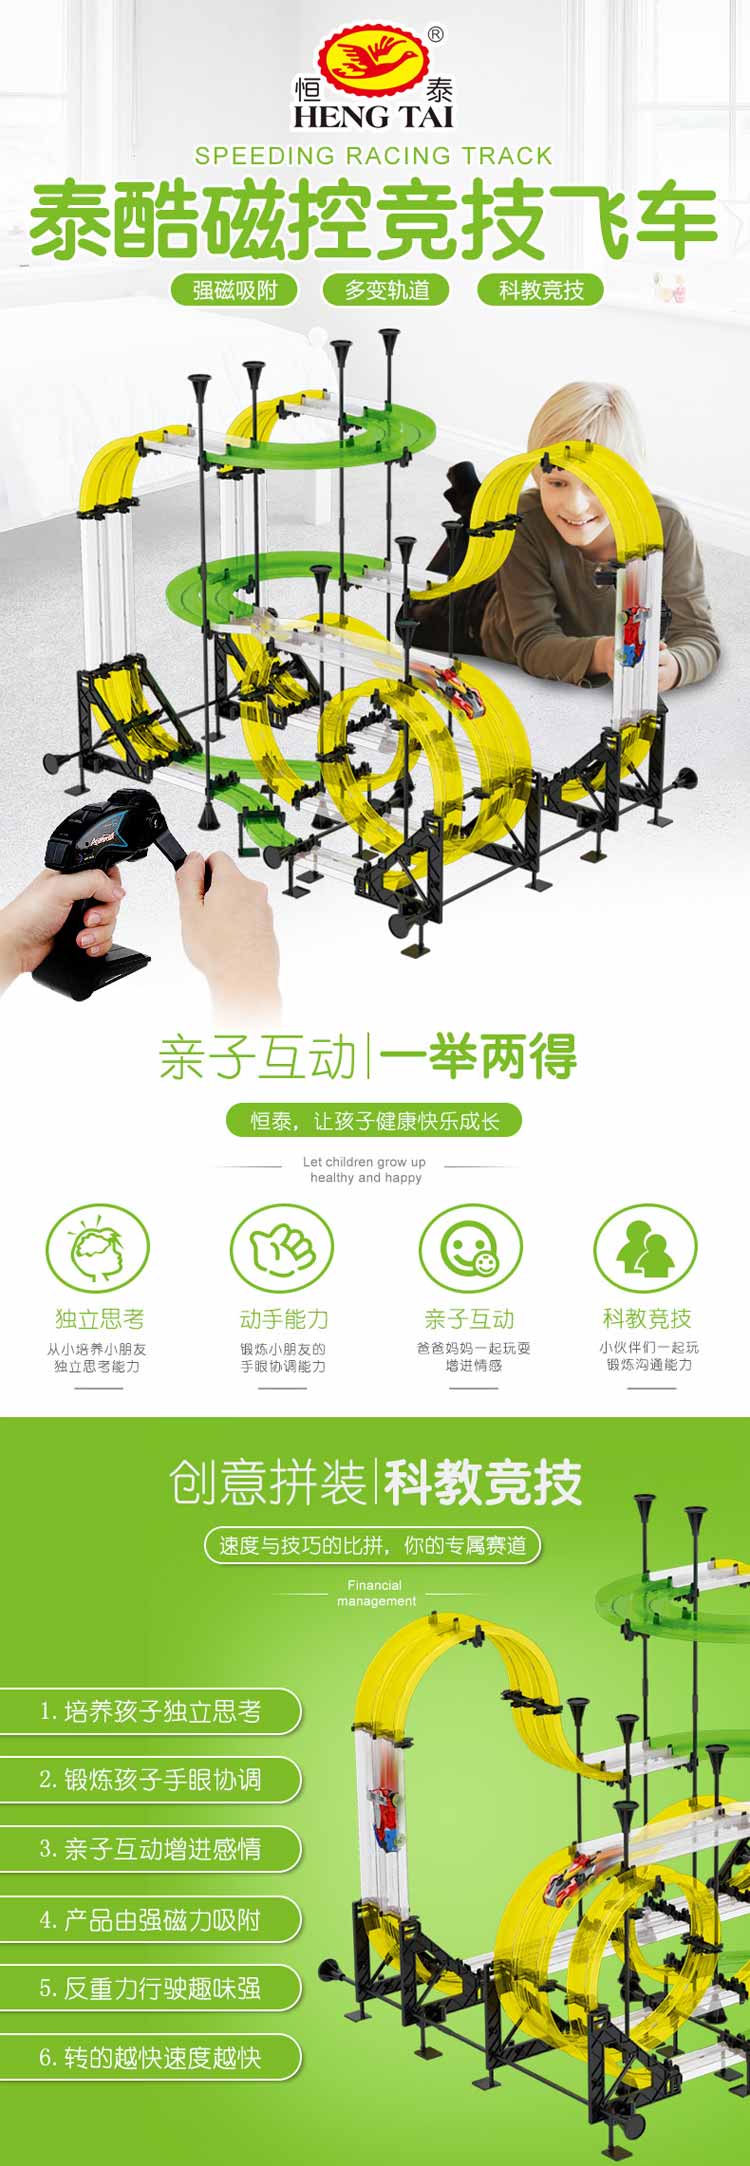 ®
恒 泰
HENG TAI
SPEEDING RACING TRACK
泰酷磁控竞技飞车
强磁吸附 多变轨道 科教竞技
亲子互动|一举两得
恒泰，让孩子健康快乐成长
Let children grow up
healthy and happy
独立思考 动手能力 亲子互动 科教竞技
从小培养小朋友 锻炼小朋友的 爸爸妈妈一起玩耍 小伙伴们一起玩
独立思考能力 手眼协调能力 增进情感 锻炼沟通能力
创意拼装|科教竞技
速度与技巧的比拼，你的专属赛道
Financial
management
1. 培养孩子独立思考
2. 锻炼孩子手眼协调
3. 亲子互动增进感情
4. 产品由强磁力吸附
5. 反重力行驶趣味强
6. 转的越快速度越快